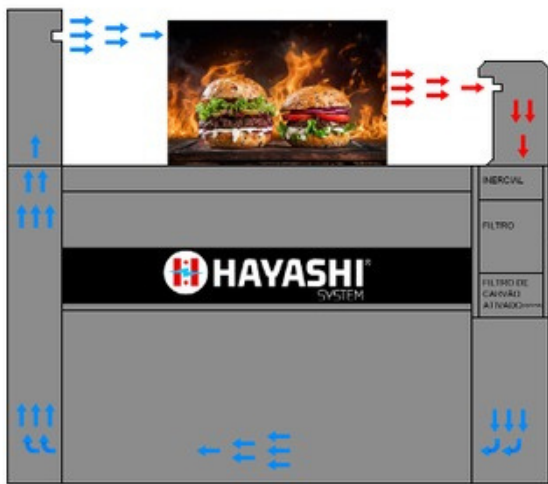 INERCIAL
FILTRO
HAYASHI®
SYSTEM
FILTRO DE
CARVÃO
ATIVADO